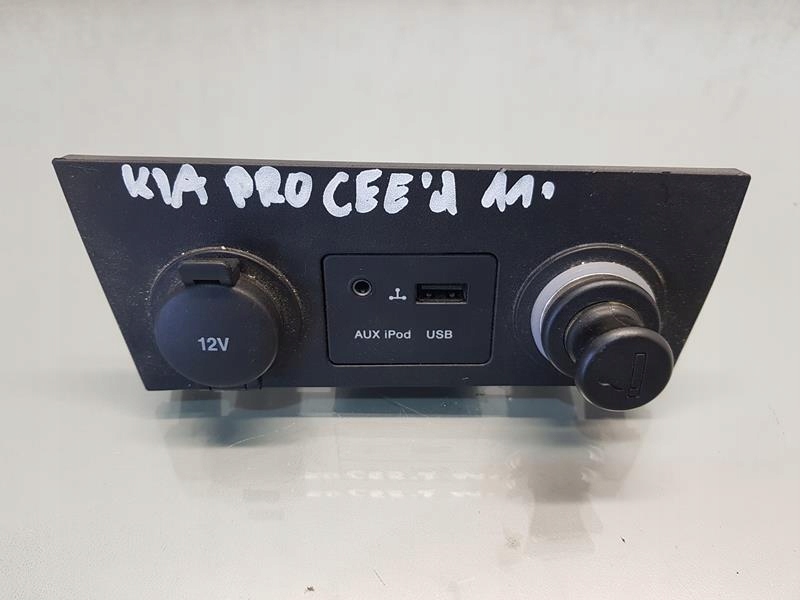 KIA PRO CEE'd 11.
12V
AUX iPod USB